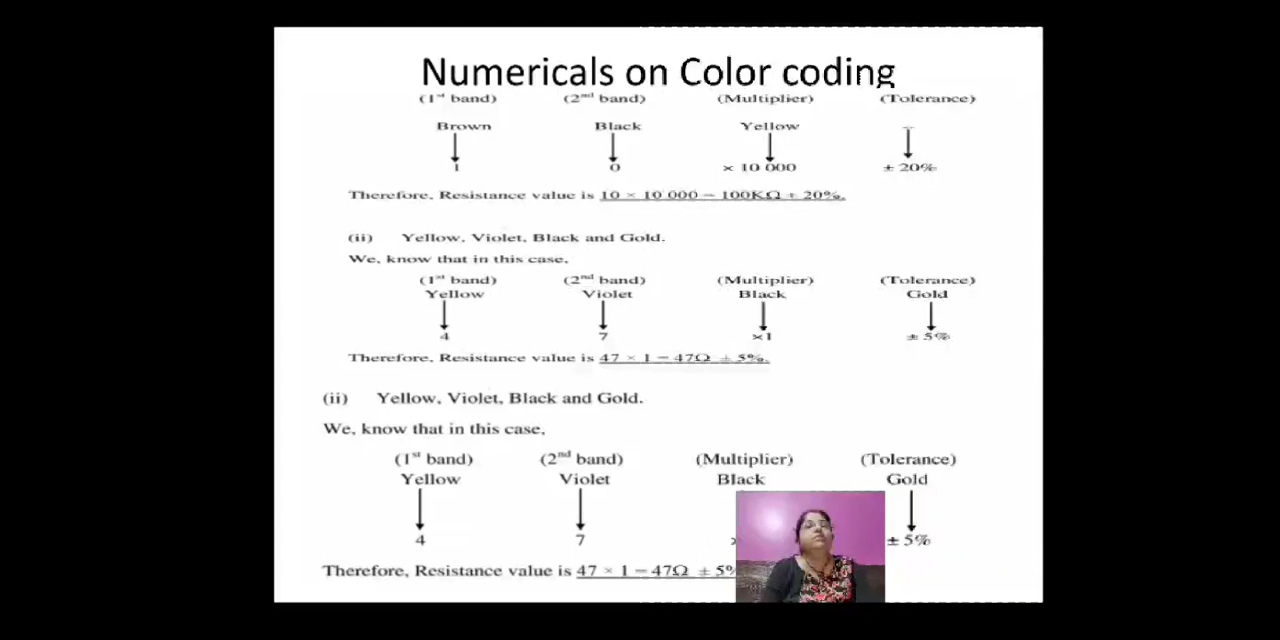 Numericals on Color coding
(1st band) (2nd band) (Multiplier) (Tolerance)
Brown Black Yellow –
1 0 × 10 000 ± 20%
Therefore, Resistance value is 10 × 10 000 = 100KΩ ± 20%.
(ii) Yellow, Violet, Black and Gold.
We, know that in this case,
(1st band) (2nd band) (Multiplier) (Tolerance)
Yellow Violet Black Gold
4 7 ×1 ± 5%
Therefore, Resistance value is 47 × 1 = 47Ω ± 5%.
(ii) Yellow, Violet, Black and Gold.
We, know that in this case,
(1st band) (2nd band) (Multiplier) (Tolerance)
Yellow Violet Black Gold
4 7 ± 5%
Therefore, Resistance value is 47 × 1 = 47Ω ± 5%